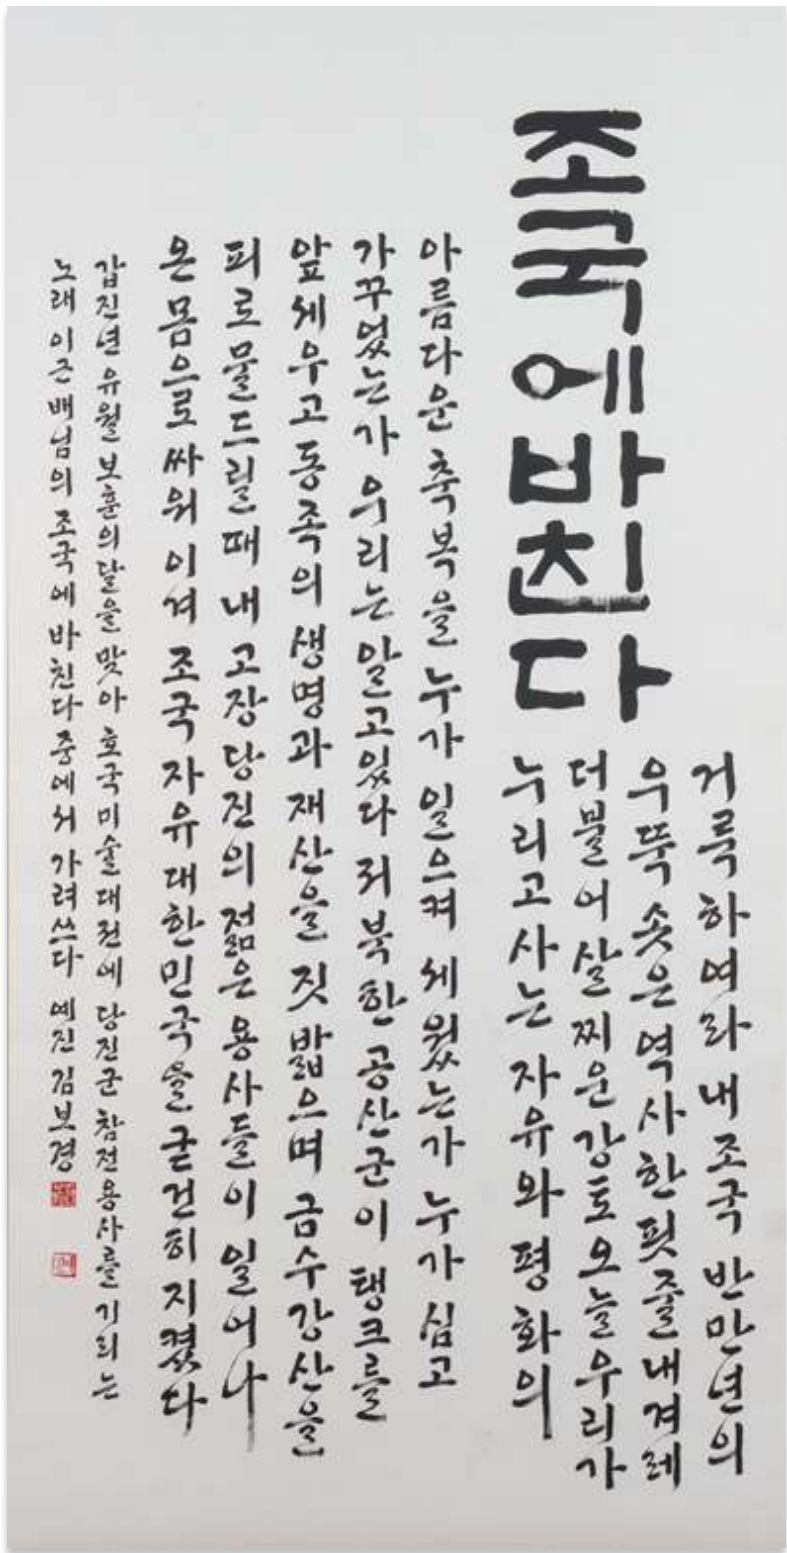 조국에바친다
거룩하여라 내 조국 반만년의
우뚝 솟은 역사 한 핏줄 내 겨레
더불어 살찌운 강토 오늘 우리가
누리고 사는 자유와 평화의
아름다운 축복을 누가 일으켜 세웠는가 누가 심고
가꾸었는가 우리는 알고있다 저 북한 공산군이 탱크를
앞세우고 동족의 생명과 재산을 짓밟으며 금수강산을
피로 물드릴 때 내 고장 당진의 젊은 용사들이 일어나
온 몸으로 싸워 이겨 조국 자유 대한민국을 굳건히 지켰다
갑진년 유월 보훈의달을 맞아 호국미술대전에 당진군 참전용사를 기리는
노래 이근배님의 조국에 바친다 중에서 가려쓰다 예진 김보경